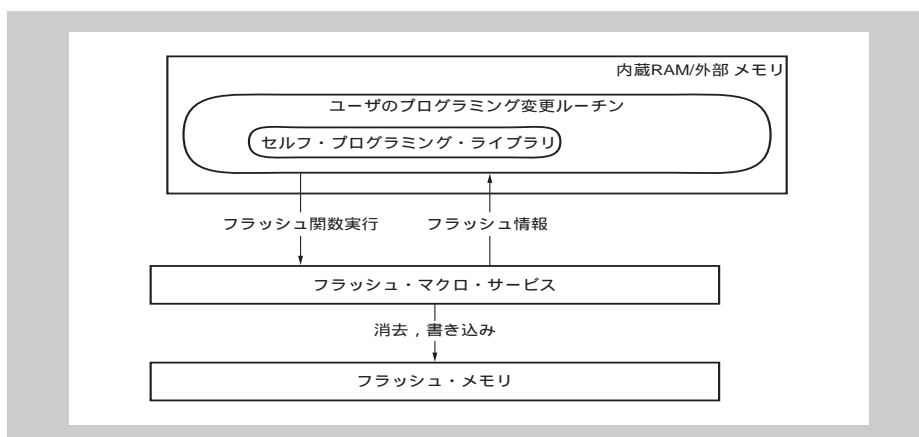 内蔵RAM/外部 メモリ
ユーザのプログラミング変更ルーチン
セルフ・プログラミング・ライブラリ
フラッシュ関数実行 フラッシュ情報
フラッシュ・マクロ・サービス
消去 , 書き込み
フラッシュ・メモリ